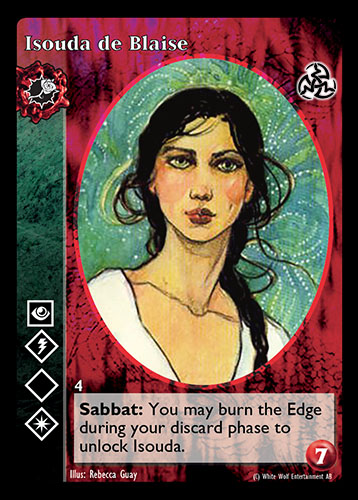 Isouda de Blaise
4
Sabbat: You may burn the Edge
during your discard phase to
unlock Isouda.
7
Illus: Rebecca Guay
(C) White Wolf Entertainment AB